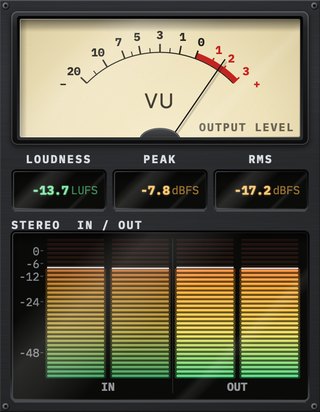 20 10 7 5 3 1 0 1 2 3
- +
VU
OUTPUT LEVEL
LOUDNESS PEAK RMS
-13.7 LUFS -7.8 dBFS -17.2 dBFS
STEREO IN / OUT
0
-6
-12
-24
-48
IN OUT